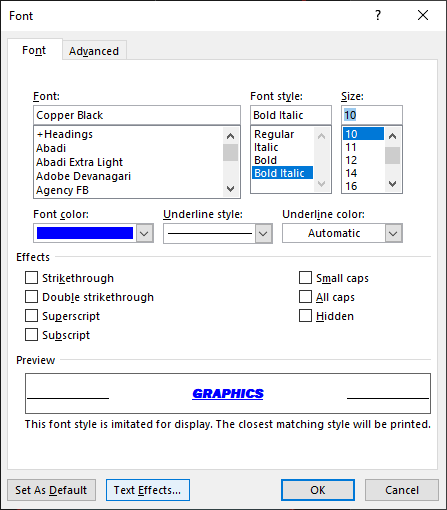 Font ? ×
Font Advanced
Font: Font style: Size:
Copper Black Bold Italic 10
+Headings Regular 10
Abadi Italic 11
Abadi Extra Light Bold 12
Adobe Devanagari Bold Italic 14
Agency FB 16
Font color: Underline style: Underline color:
Automatic
Effects
Strikethrough Small caps
Double strikethrough All caps
Superscript Hidden
Subscript
Preview
GRAPHICS
This font style is imitated for display. The closest matching style will be printed.
Set As Default Text Effects... OK Cancel